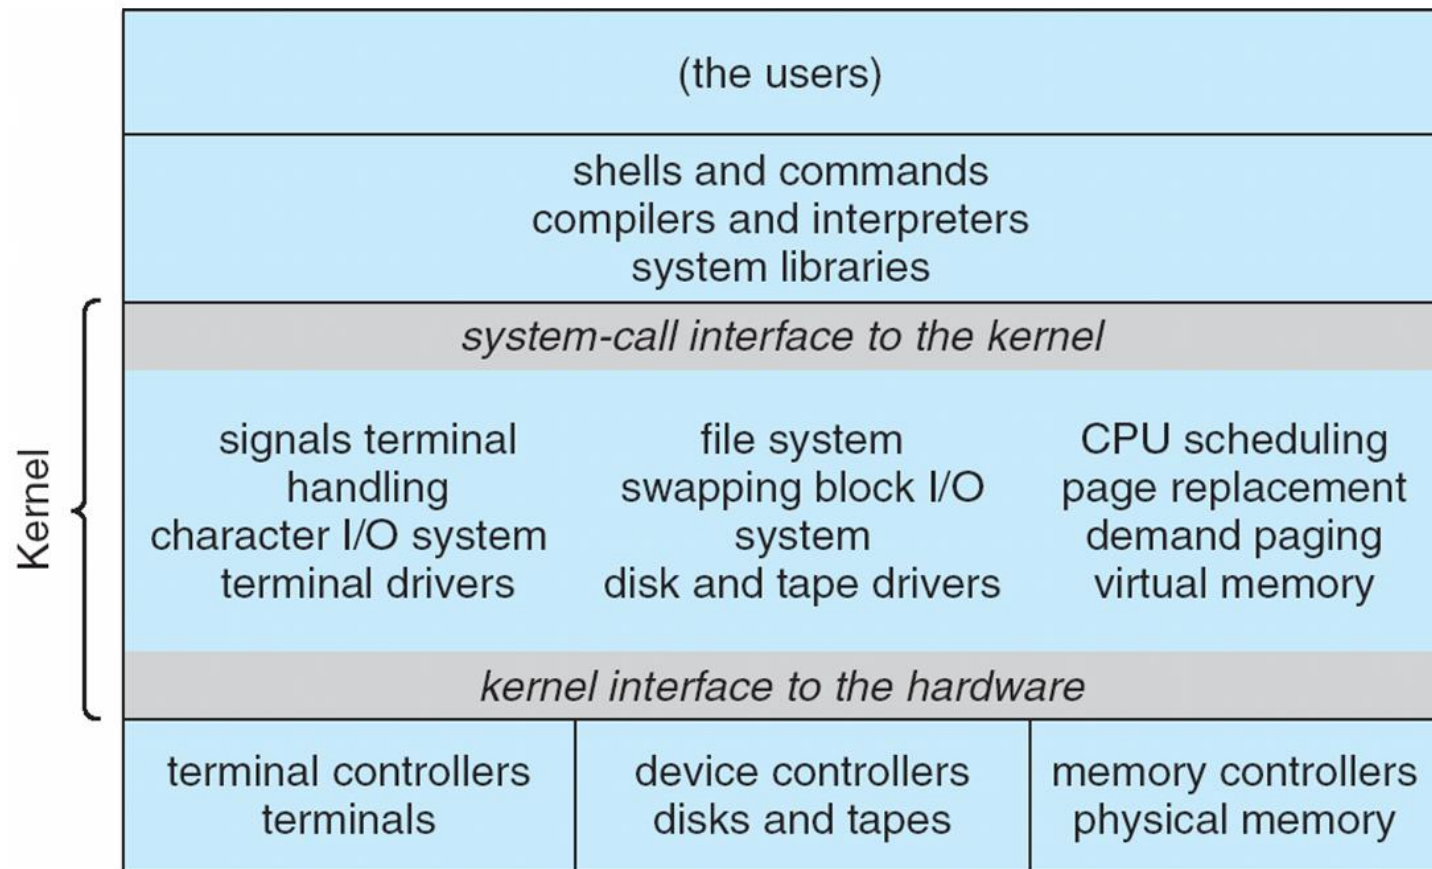 (the users)
shells and commands
compilers and interpreters
system libraries
system-call interface to the kernel
Kernel
signals terminal
handling
character I/O system
terminal drivers
file system
swapping block I/O
system
disk and tape drivers
CPU scheduling
page replacement
demand paging
virtual memory
kernel interface to the hardware
terminal controllers
terminals
device controllers
disks and tapes
memory controllers
physical memory